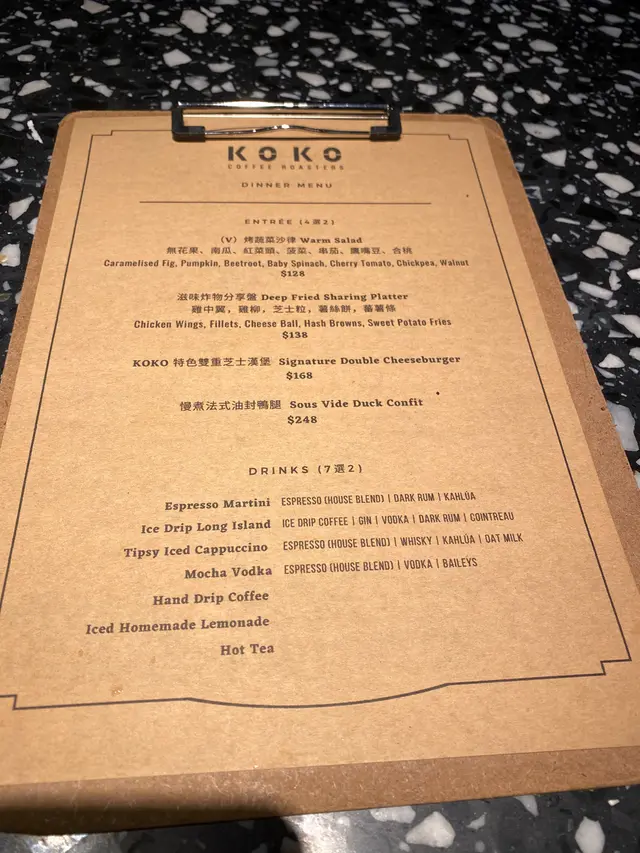 KOKO
COFFEE ROASTERS
DINNER MENU
ENTRÉE (4選2)
(V) 烤蔬菜沙律 Warm Salad
無花果、南瓜、紅菜頭、菠菜、車茄、鷹嘴豆、合桃
Caramelised Fig, Pumpkin, Beetroot, Baby Spinach, Cherry Tomato, Chickpea, Walnut
$128
滋味炸物分享盤 Deep Fried Sharing Platter
雞中翼，雞柳，芝士粒，薯絲餅，蕃薯條
Chicken Wings, Fillets, Cheese Ball, Hash Browns, Sweet Potato Fries
$138
KOKO 特色雙重芝士漢堡 Signature Double Cheeseburger
$168
慢煮法式油封鴨腿 Sous Vide Duck Confit
$248
DRINKS (7選2)
Espresso Martini ESPRESSO (HOUSE BLEND) | DARK RUM | KAHLÚA
Ice Drip Long Island ICE DRIP COFFEE | GIN | VODKA | DARK RUM | COINTREAU
Tipsy Iced Cappuccino ESPRESSO (HOUSE BLEND) | WHISKY | KAHLÚA | OAT MILK
Mocha Vodka ESPRESSO (HOUSE BLEND) | VODKA | BAILEYS
Hand Drip Coffee
Iced Homemade Lemonade
Hot Tea